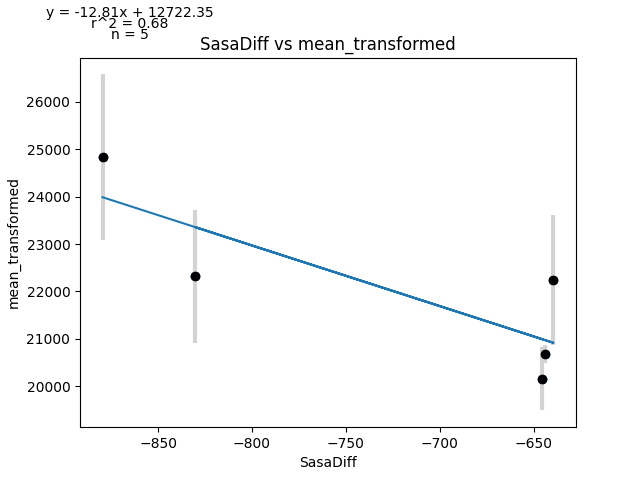 y = -12.81x + 12722.35
r^2 = 0.68
n = 5
SasaDiff vs mean_transformed
26000
25000
24000
23000
22000
21000
20000
mean_transformed
−850
−800
−750
−700
−650
SasaDiff